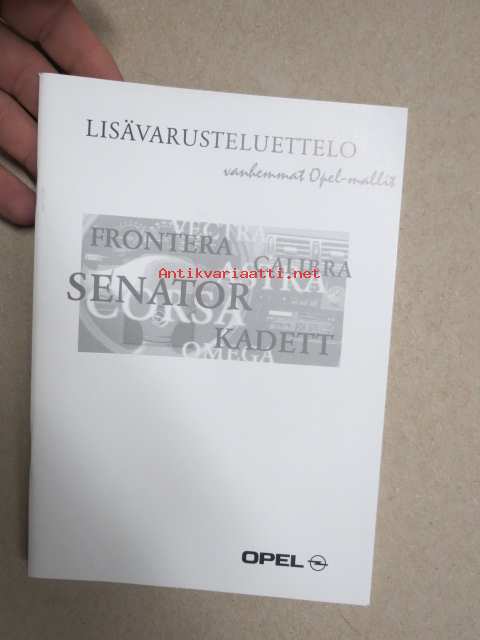 LISÄVARUSTELUETTELO
vanhemmat Opel-mallit
VECTRA
FRONTERA
CALIBRA
Antikvariaatti.net
ASTRA
SENATOR
CORSA
KADETT
OMEGA
OPEL